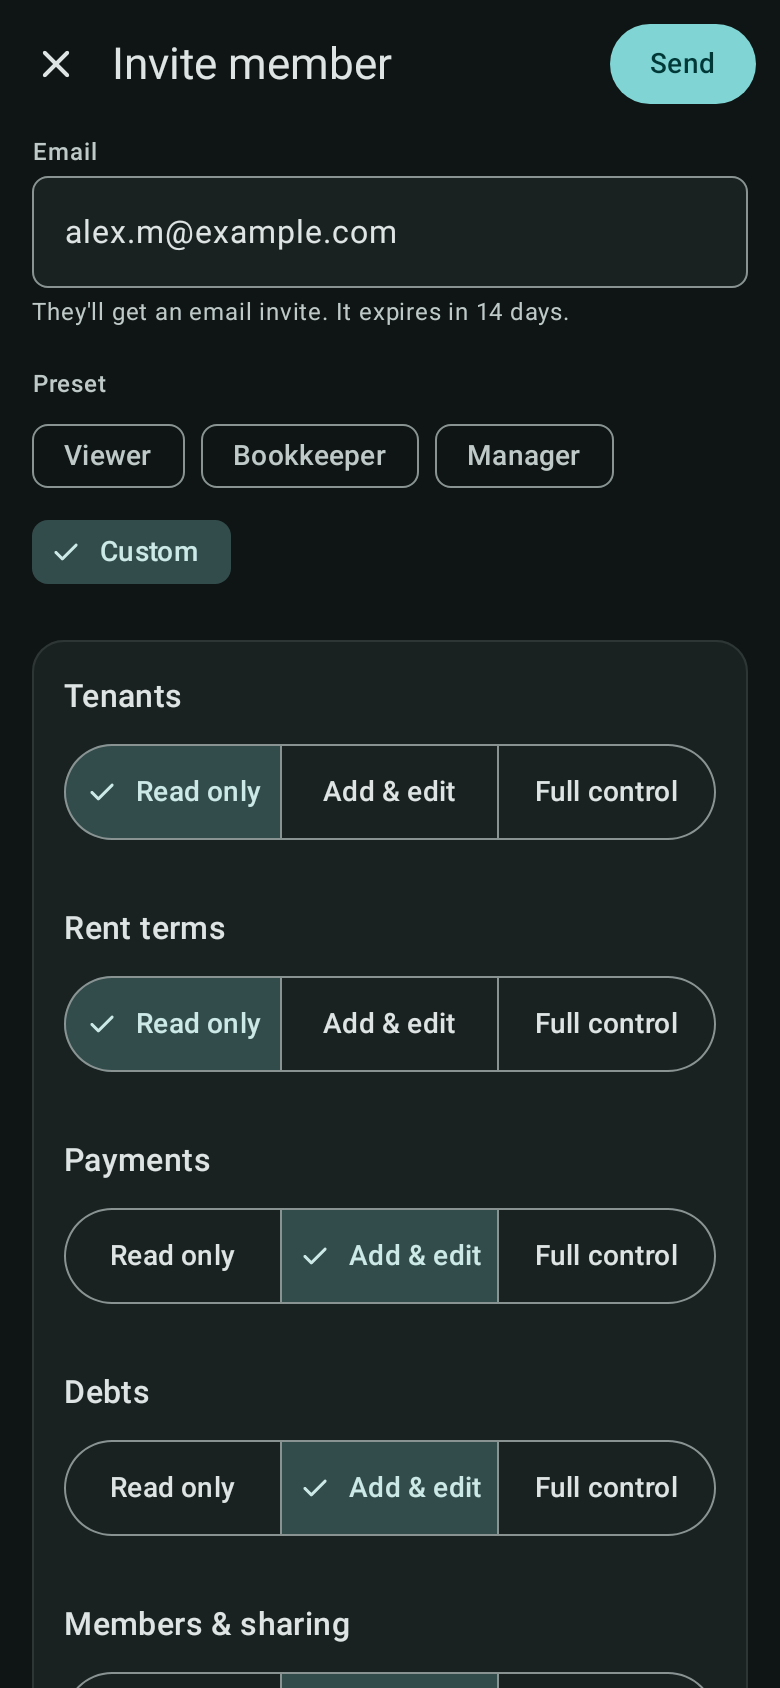 Invite member
Send
Email
alex.m@example.com
They'll get an email invite. It expires in 14 days.
Preset
Viewer
Bookkeeper
Manager
Custom
Tenants
Read only
Add & edit
Full control
Rent terms
Read only
Add & edit
Full control
Payments
Read only
Add & edit
Full control
Debts
Read only
Add & edit
Full control
Members & sharing